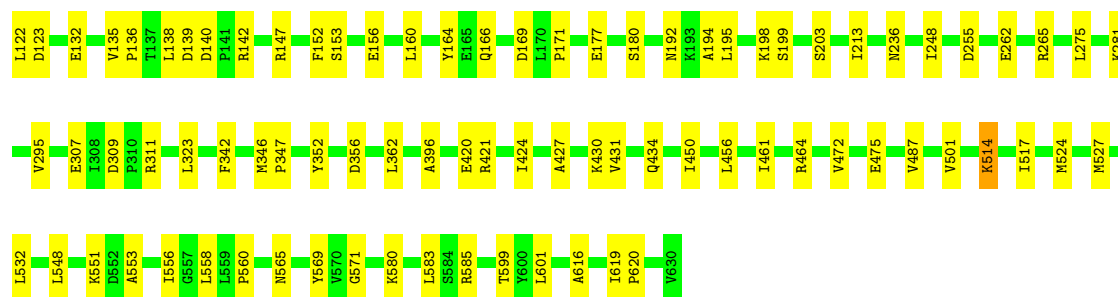 L122 D123 E132 V135 P136 T137 L138 D139 D140 P141 R142 R147 F152 S153 E156 L160 Y164 E165 Q166 D169 L170 P171 E177 S180 N192 K193 A194 L195 K198 S199 S203 I213 N236 I248 D255 E262 R265 L275 K281
V295 E307 I308 D309 P310 R311 L323 F342 M346 P347 Y352 D356 L362 A396 E420 R421 I424 A427 K430 V431 Q434 I450 L456 I461 R464 V472 E475 V487 V501 K514 I517 M524 M527
L532 L548 K551 D552 A553 I556 G557 L558 L559 P560 N565 Y569 V570 G571 K580 L583 S584 R585 T599 Y600 L601 A616 I619 P620 V630